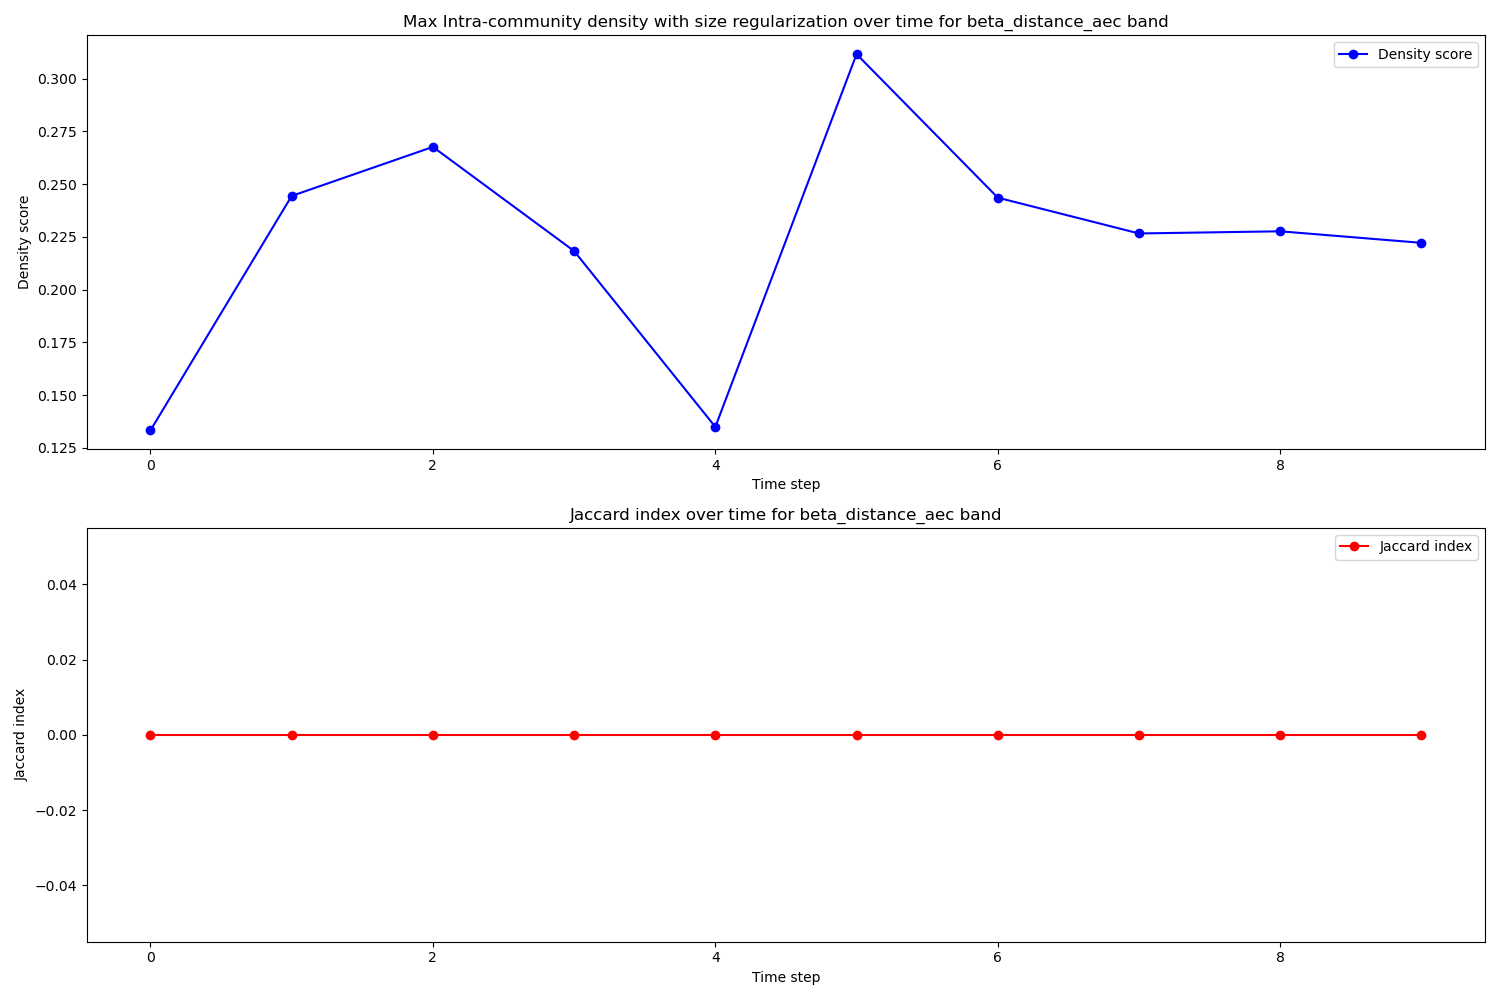 Max Intra-community density with size regularization over time for beta_distance_aec band
Density score
0.300
0.275
0.250
0.225
0.200
0.175
0.150
0.125
Density score
0 2 4 6 8
Time step
Jaccard index over time for beta_distance_aec band
Jaccard index
0.04
0.02
0.00
−0.02
−0.04
Jaccard index
0 2 4 6 8
Time step